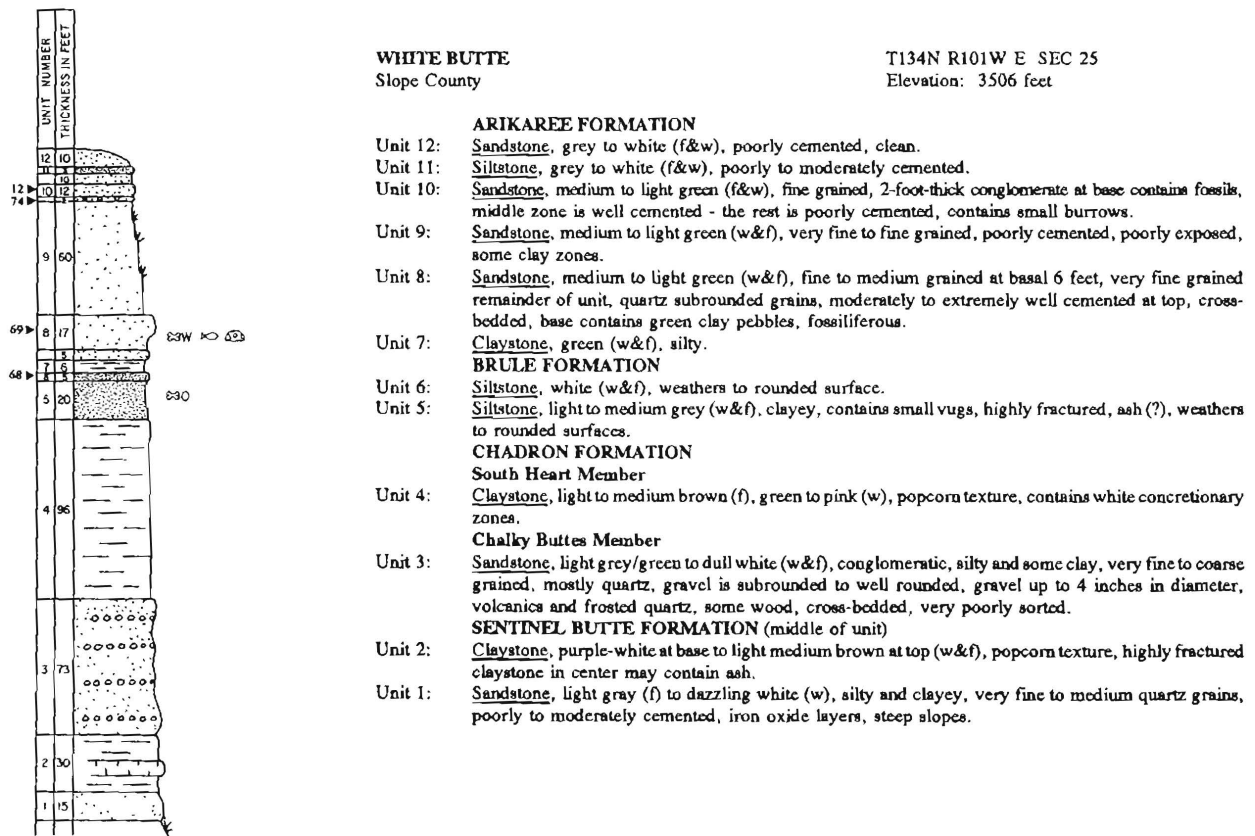 UNIT NUMBER
THICKNESS IN FEET
WHITE BUTTE T134N R101W E SEC 25
Slope County Elevation: 3506 feet
ARIKAREE FORMATION
Unit 12: Sandstone, grey to white (f&w), poorly cemented, clean.
Unit 11: Siltstone, grey to white (f&w), poorly to moderately cemented.
Unit 10: Sandstone, medium to light green (f&w), fine grained, 2-foot-thick conglomerate at base contains fossils,
middle zone is well cemented - the rest is poorly cemented, contains small burrows.
Unit 9: Sandstone, medium to light green (w&f), very fine to fine grained, poorly cemented, poorly exposed,
some clay zones.
Unit 8: Sandstone, medium to light green (w&f), fine to medium grained at basal 6 feet, very fine grained
remainder of unit, quartz subrounded grains, moderately to extremely well cemented at top, cross-
bedded, base contains green clay pebbles, fossiliferous.
Unit 7: Claystone, green (w&f), silty.
BRULE FORMATION
Unit 6: Siltstone, white (w&f), weathers to rounded surface.
Unit 5: Siltstone, light to medium grey (w&f), clayey, contains small vugs, highly fractured, ash (?), weathers
to rounded surfaces.
CHADRON FORMATION
South Heart Member
Unit 4: Claystone, light to medium brown (f), green to pink (w), popcorn texture, contains white concretionary
zones.
Chalky Buttes Member
Unit 3: Sandstone, light grey/green to dull white (w&f), conglomeratic, silty and some clay, very fine to coarse
grained, mostly quartz, gravel is subrounded to well rounded, gravel up to 4 inches in diameter,
volcanics and frosted quartz, some wood, cross-bedded, very poorly sorted.
SENTINEL BUTTE FORMATION (middle of unit)
Unit 2: Claystone, purple-white at base to light medium brown at top (w&f), popcorn texture, highly fractured
claystone in center may contain ash.
Unit 1: Sandstone, light gray (f) to dazzling white (w), silty and clayey, very fine to medium quartz grains,
poorly to moderately cemented, iron oxide layers, steep slopes.
12 10
10
12 10 12
74
9 60
69 8 17
5
7 6
68
5 20
4 96
3 73
2 30
1 15